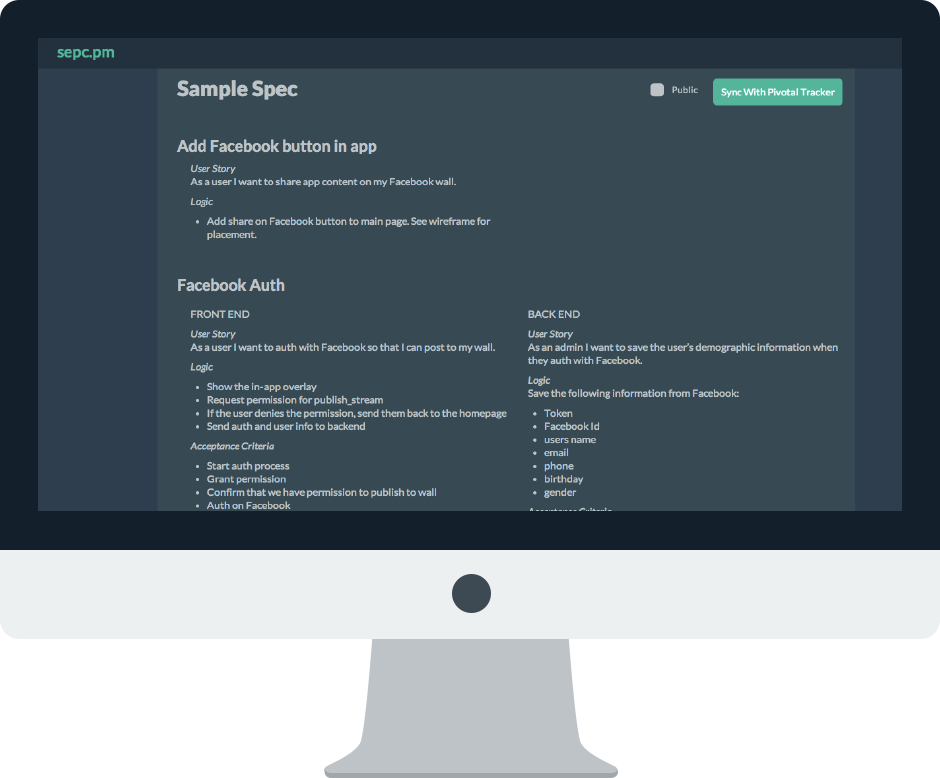 sepc.pm
Sample Spec
Public
Sync With Pivotal Tracker
Add Facebook button in app
User Story
As a user I want to share app content on my Facebook wall.
Logic
• Add share on Facebook button to main page. See wireframe for
placement.
Facebook Auth
FRONT END
User Story
As a user I want to auth with Facebook so that I can post to my wall.
Logic
• Show the in-app overlay
• Request permission for publish_stream
• If the user denies the permission, send them back to the homepage
• Send auth and user info to backend
Acceptance Criteria
• Start auth process
• Grant permission
• Confirm that we have permission to publish to wall
• Auth on Facebook
BACK END
User Story
As an admin I want to save the user's demographic information when
they auth with Facebook.
Logic
Save the following information from Facebook:
• Token
• Facebook Id
• users name
• email
• phone
• birthday
• gender
Acceptance Criteria